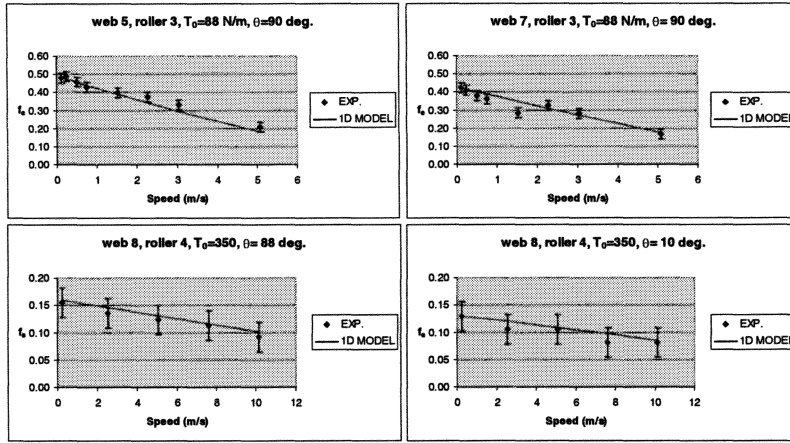 web 5, roller 3, T₀=88 N/m, θ=90 deg.
0.60
0.50
0.40
0.30
0.20
0.10
0.00
fₑ
0 1 2 3 4 5 6
Speed (m/s)
EXP.
1D MODEL
web 7, roller 3, T₀=88 N/m, θ= 90 deg.
0.60
0.50
0.40
0.30
0.20
0.10
0.00
fₑ
0 1 2 3 4 5 6
Speed (m/s)
EXP.
1D MODEL
web 8, roller 4, T₀=350, θ= 88 deg.
0.20
0.15
0.10
0.05
0.00
fₑ
0 2 4 6 8 10 12
Speed (m/s)
EXP.
1D MODEL
web 8, roller 4, T₀=350, θ= 10 deg.
0.20
0.15
0.10
0.05
0.00
fₑ
0 2 4 6 8 10 12
Speed (m/s)
EXP.
1D MODEL